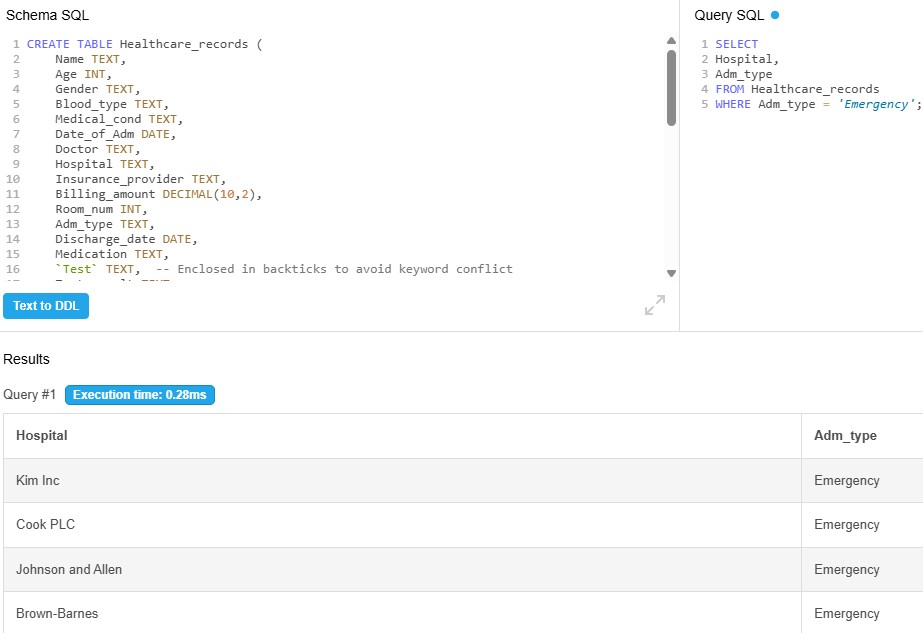 Schema SQL
1 CREATE TABLE Healthcare_records (
2 Name TEXT,
3 Age INT,
4 Gender TEXT,
5 Blood_type TEXT,
6 Medical_cond TEXT,
7 Date_of_Adm DATE,
8 Doctor TEXT,
9 Hospital TEXT,
10 Insurance_provider TEXT,
11 Billing_amount DECIMAL(10,2),
12 Room_num INT,
13 Adm_type TEXT,
14 Discharge_date DATE,
15 Medication TEXT,
16 `Test` TEXT, -- Enclosed in backticks to avoid keyword conflict
Text to DDL
Query SQL
1 SELECT
2 Hospital,
3 Adm_type
4 FROM Healthcare_records
5 WHERE Adm_type = 'Emergency';
Results
Query #1 Execution time: 0.28ms
Hospital Adm_type
Kim Inc Emergency
Cook PLC Emergency
Johnson and Allen Emergency
Brown-Barnes Emergency